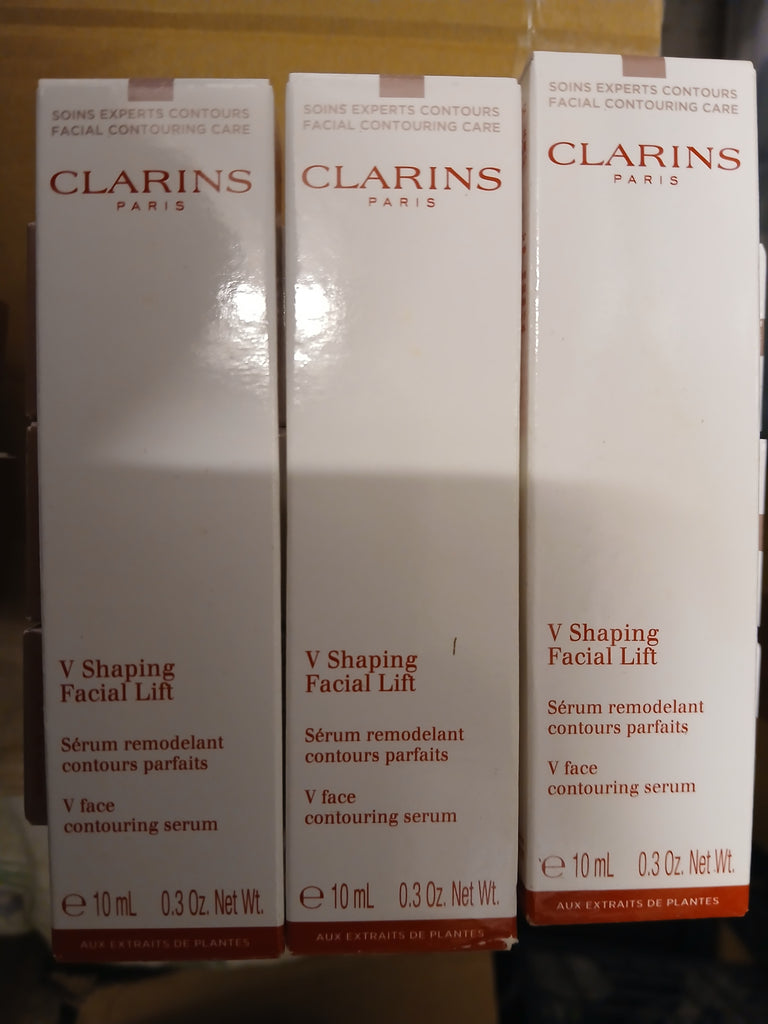 SOINS EXPERTS CONTOURS
FACIAL CONTOURING CARE
CLARINS
PARIS
V Shaping
Facial Lift
Sérum remodelant
contours parfaits
V face
contouring serum
℮ 10 mL 0.3 Oz. Net Wt.
AUX EXTRAITS DE PLANTES
SOINS EXPERTS CONTOURS
FACIAL CONTOURING CARE
CLARINS
PARIS
V Shaping
Facial Lift
Sérum remodelant
contours parfaits
V face
contouring serum
℮ 10 mL 0.3 Oz. Net Wt.
AUX EXTRAITS DE PLANTES
SOINS EXPERTS CONTOURS
FACIAL CONTOURING CARE
CLARINS
PARIS
V Shaping
Facial Lift
Sérum remodelant
contours parfaits
V face
contouring serum
℮ 10 mL 0.3 Oz. Net Wt.
AUX EXTRAITS DE PLANTES